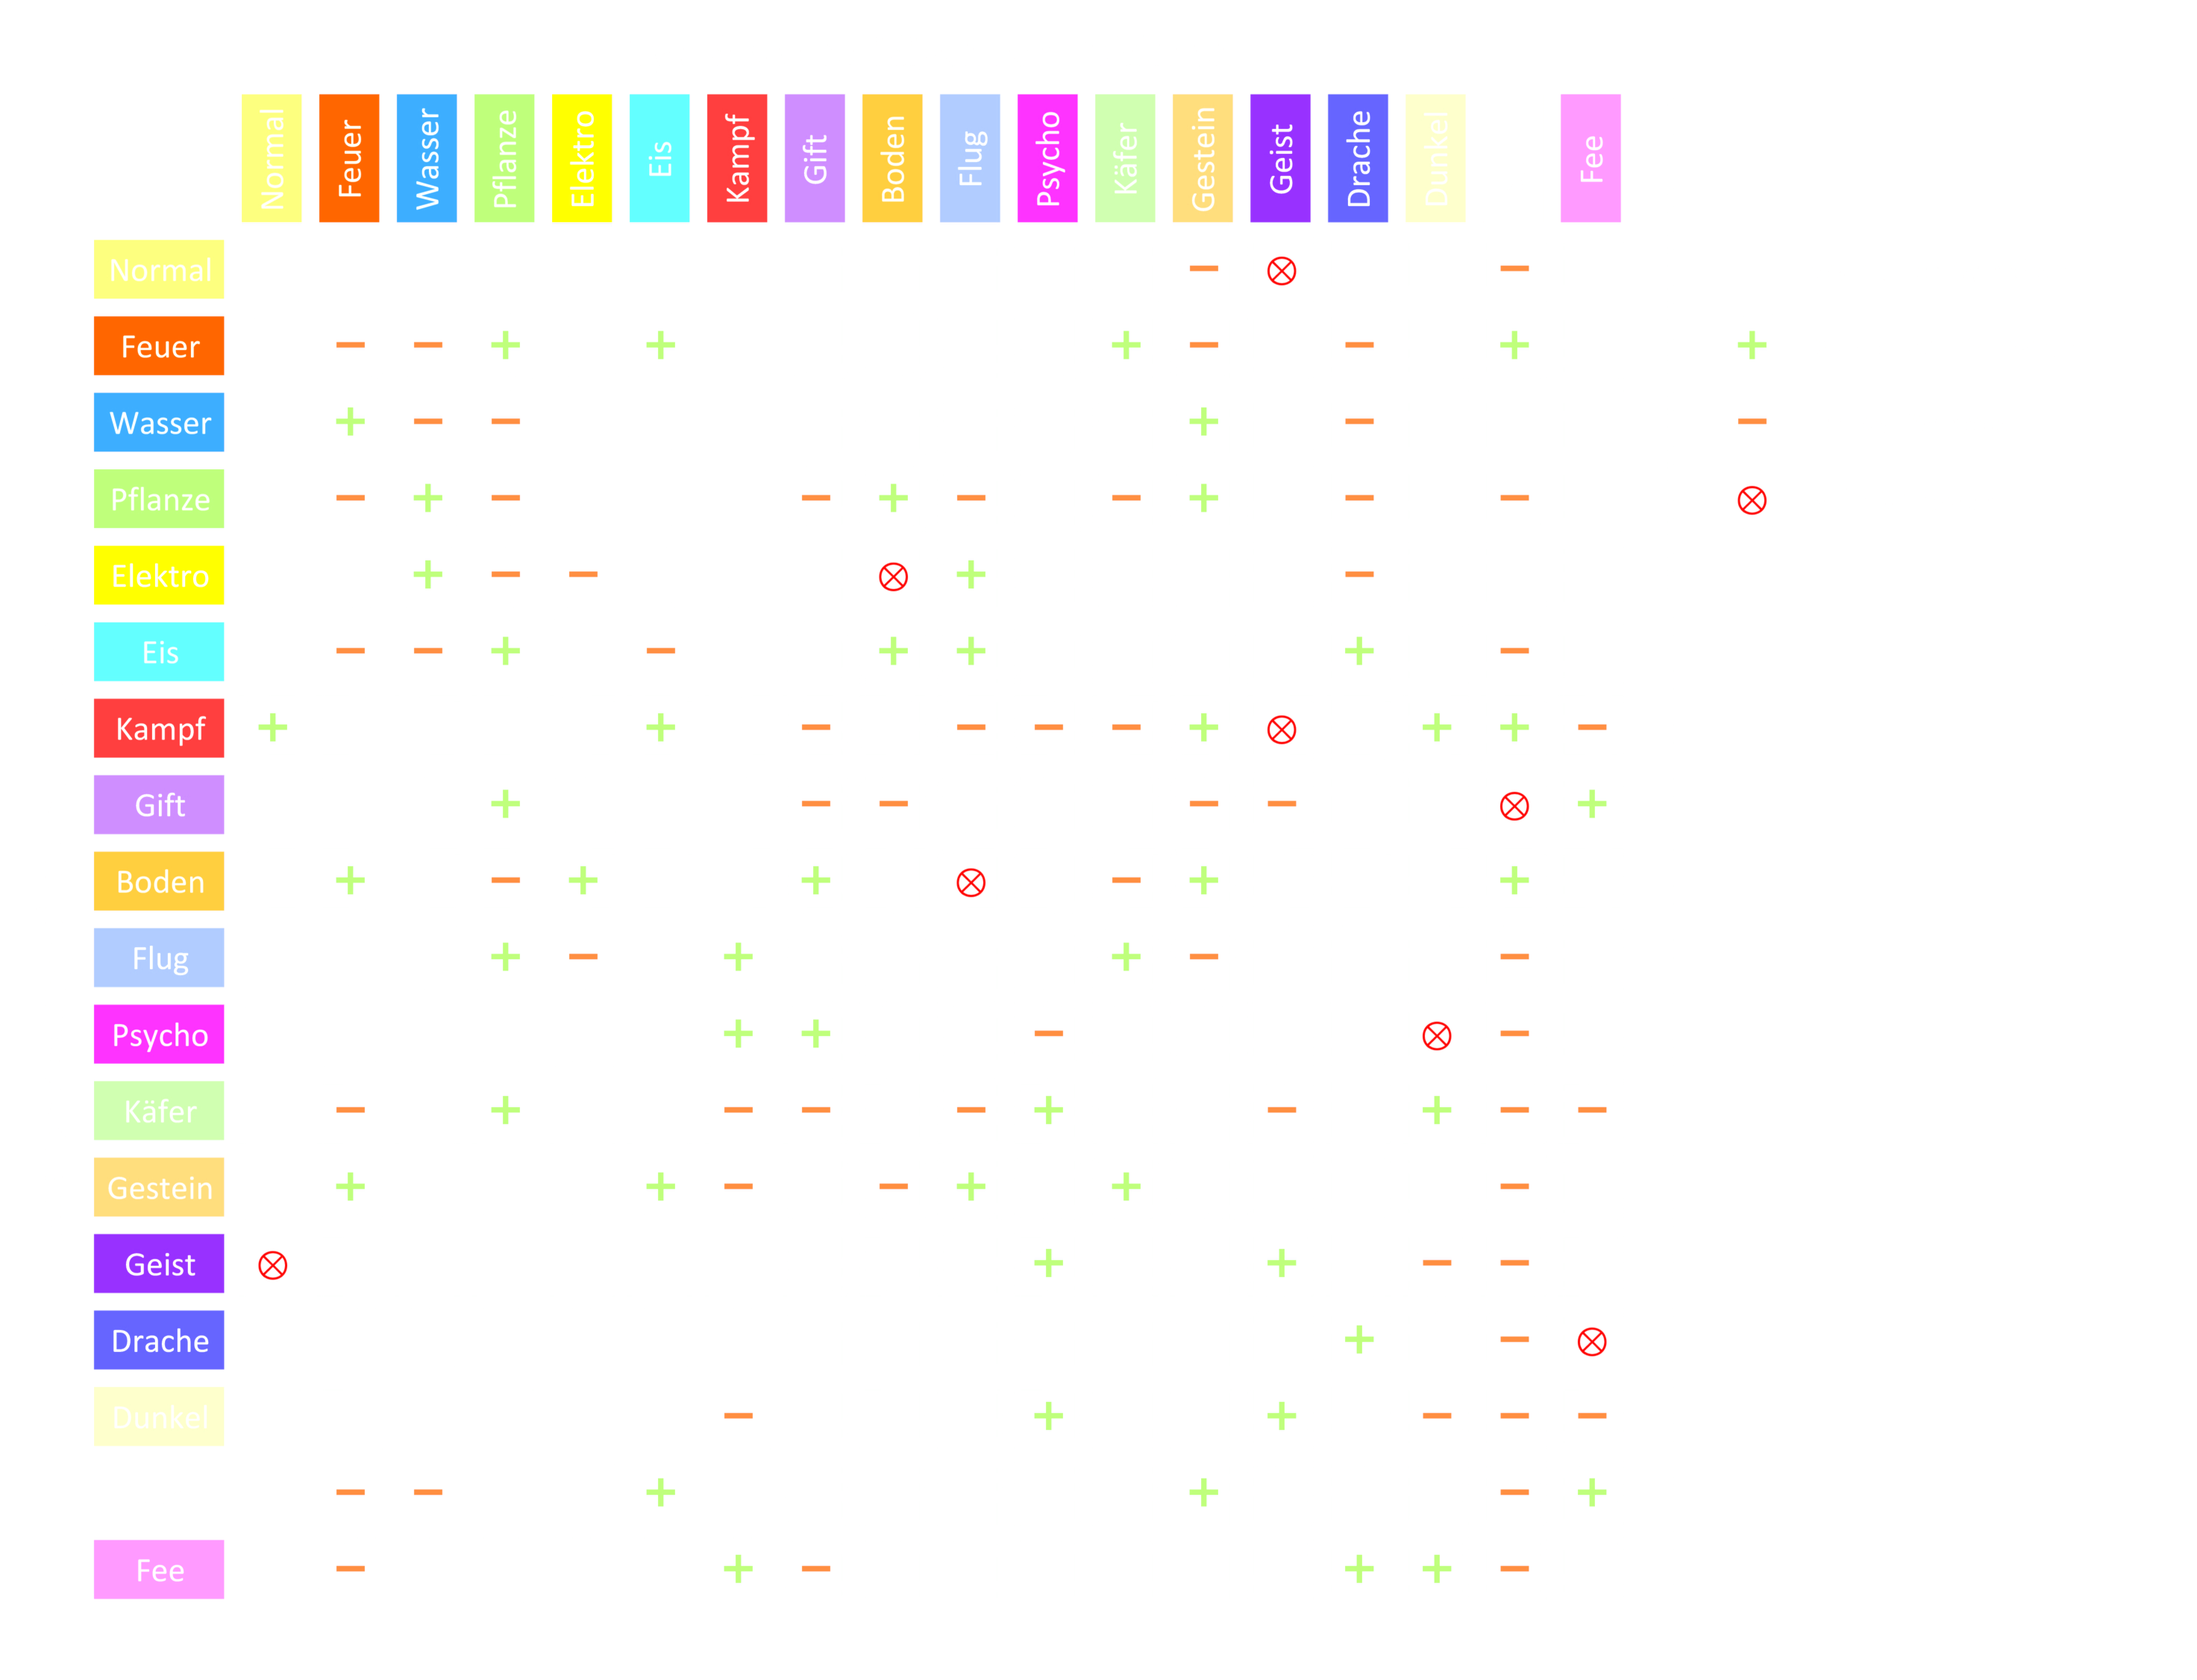 Normal Feuer Wasser Pflanze Elektro Eis Kampf Gift Boden Flug Psycho Käfer Gestein Geist Drache Dunkel Fee
Normal − ⊗ −
Feuer − − + + + − − + +
Wasser + − − + − −
Pflanze − + − − + − − + − − ⊗
Elektro + − − ⊗ + −
Eis − − + − + + + −
Kampf + + − − − − + ⊗ + + −
Gift + − − − − ⊗ +
Boden + − + + ⊗ − + +
Flug + − + + − −
Psycho + + − ⊗ −
Käfer − + − − − + − + − −
Gestein + + − − + + −
Geist ⊗ + + − −
Drache + − ⊗
Dunkel − + + − − −
− − + + − +
Fee − + − + + −